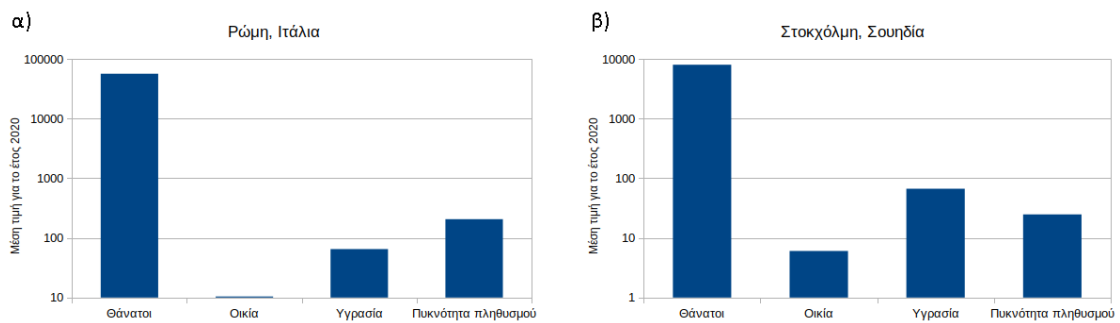 α)
Ρώμη, Ιτάλια
Μέση τιμή για το έτος 2020
100000
10000
1000
100
10
Θάνατοι Οικία Υγρασία Πυκνότητα πληθυσμού
β)
Στοκχόλμη, Σουηδία
Μέση τιμή για το έτος 2020
10000
1000
100
10
1
Θάνατοι Οικία Υγρασία Πυκνότητα πληθυσμού